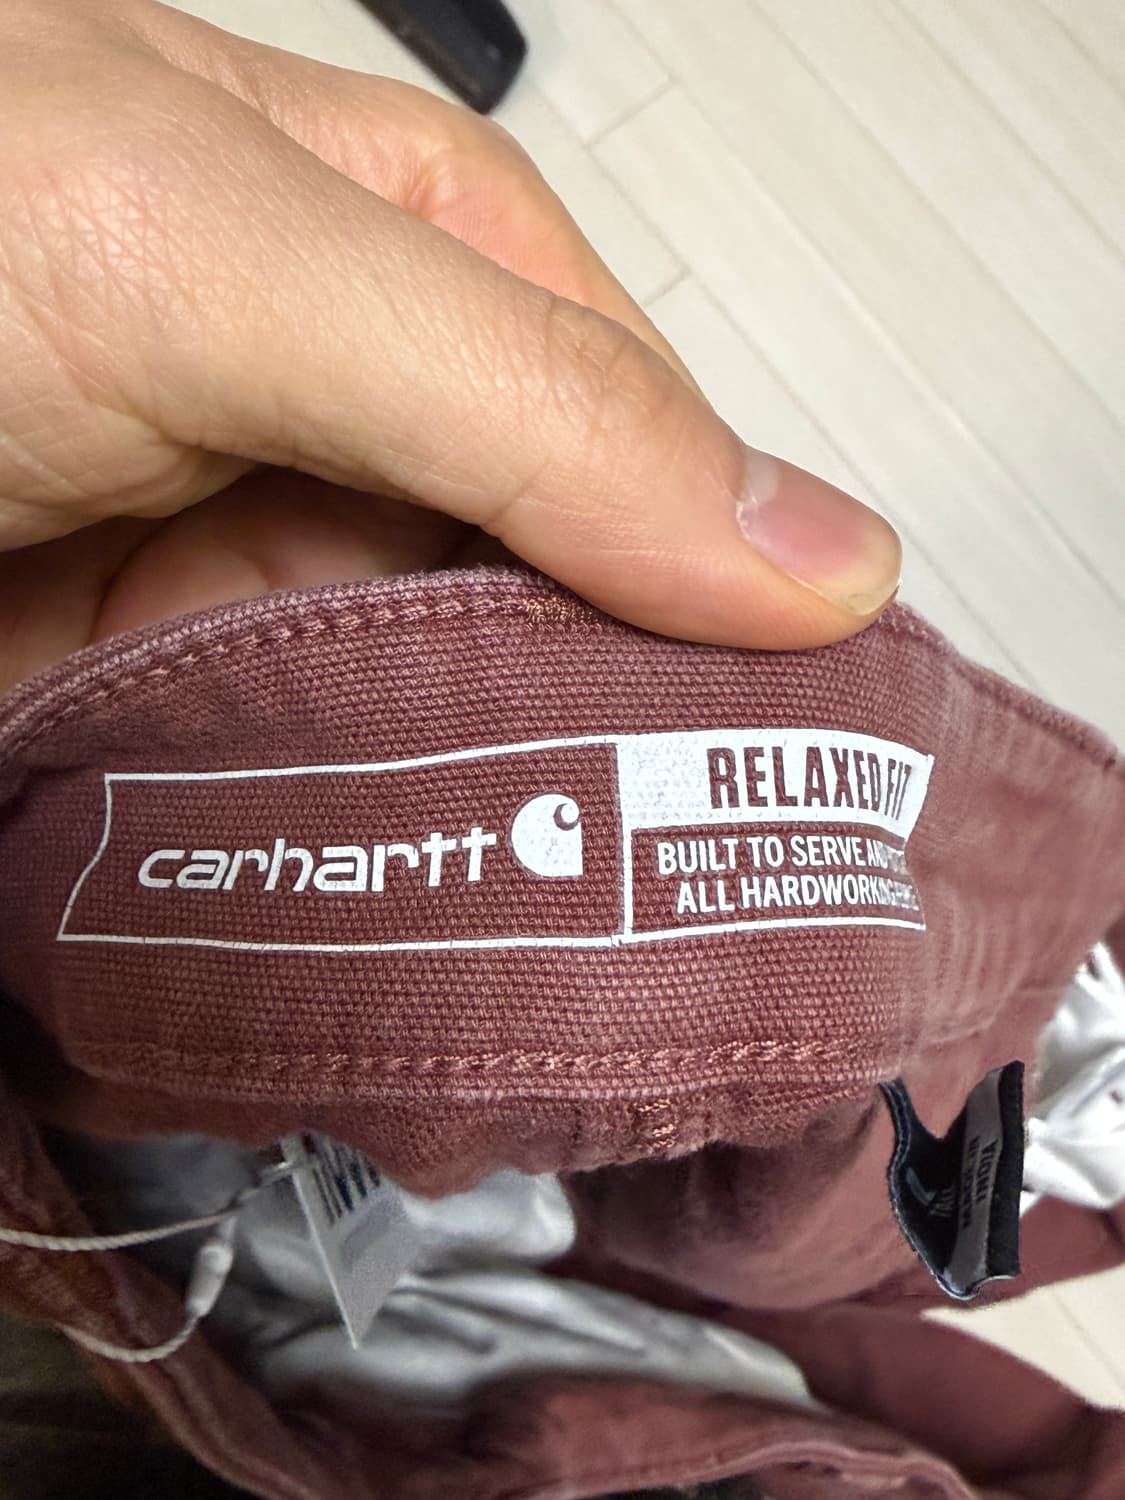 carhartt
RELAXED FIT
BUILT TO SERVE AND
ALL HARDWORKING